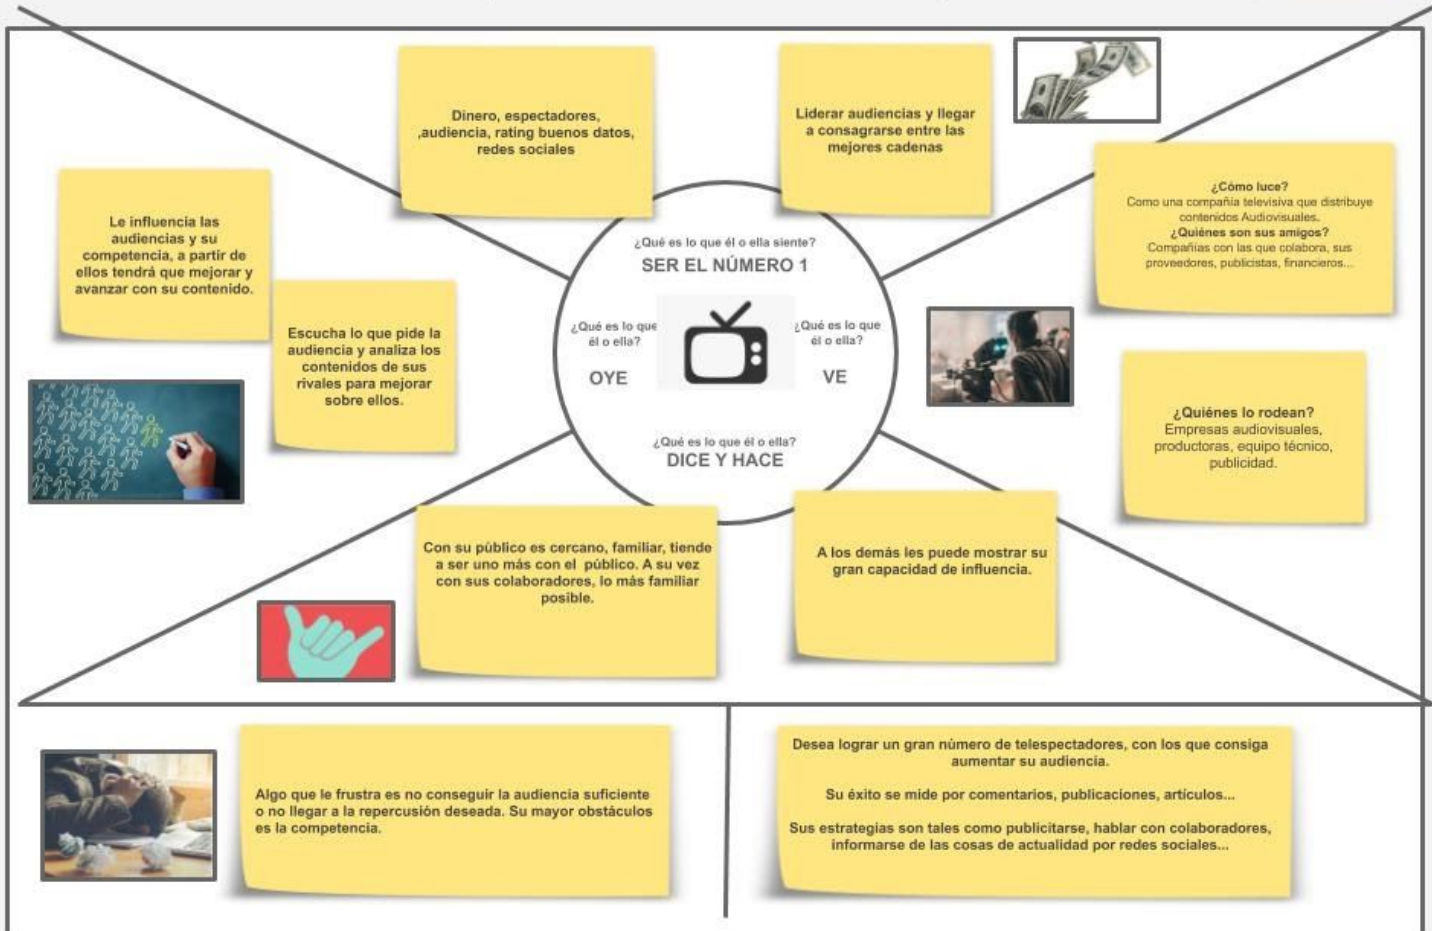 Dinero, espectadores,
,audiencia, rating buenos datos,
redes sociales
Liderar audiencias y llegar
a consagrarse entre las
mejores cadenas
Le influencia las
audiencias y su
competencia, a partir de
ellos tendrá que mejorar y
avanzar con su contenido.
Escucha lo que pide la
audiencia y analiza los
contenidos de sus
rivales para mejorar
sobre ellos.
¿Qué es lo que él o ella siente?
SER EL NÚMERO 1
¿Qué es lo que
él o ella?
OYE
¿Qué es lo que
él o ella?
VE
¿Qué es lo que él o ella?
DICE Y HACE
¿Cómo luce?
Como una compañía televisiva que distribuye
contenidos Audiovisuales.
¿Quiénes son sus amigos?
Compañías con las que colabora, sus
proveedores, publicistas, financieros...
¿Quiénes lo rodean?
Empresas audiovisuales,
productoras, equipo técnico,
publicidad.
Con su público es cercano, familiar, tiende
a ser uno más con el público. A su vez
con sus colaboradores, lo más familiar
posible.
A los demás les puede mostrar su
gran capacidad de influencia.
Algo que le frustra es no conseguir la audiencia suficiente
o no llegar a la repercusión deseada. Su mayor obstáculos
es la competencia.
Desea lograr un gran número de telespectadores, con los que consiga
aumentar su audiencia.
Su éxito se mide por comentarios, publicaciones, artículos...
Sus estrategias son tales como publicitarse, hablar con colaboradores,
informarse de las cosas de actualidad por redes sociales...